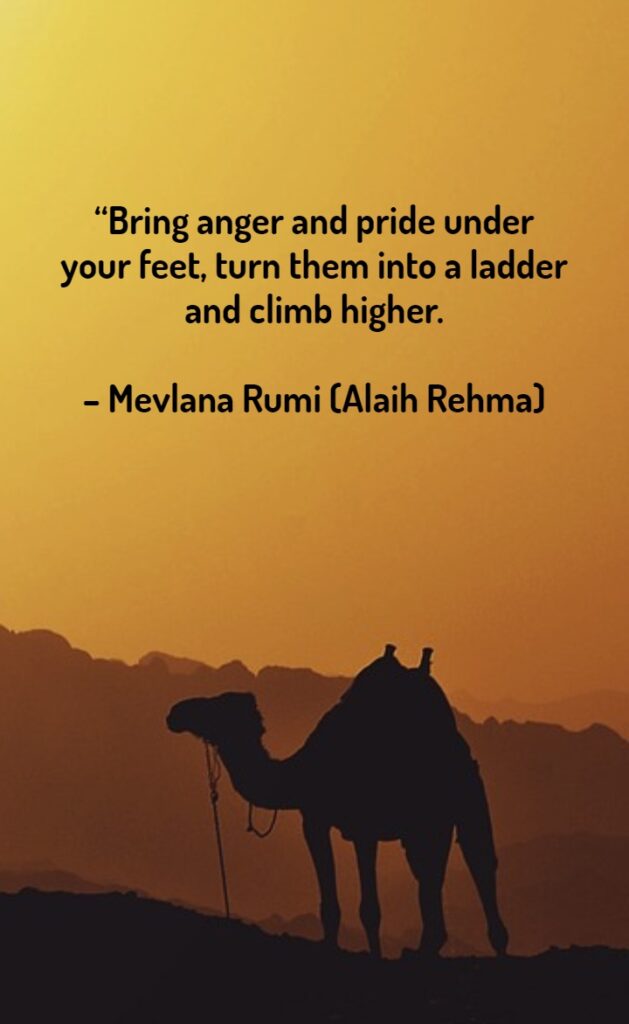 “Bring anger and pride under
your feet, turn them into a ladder
and climb higher.
– Mevlana Rumi (Alaih Rehma)